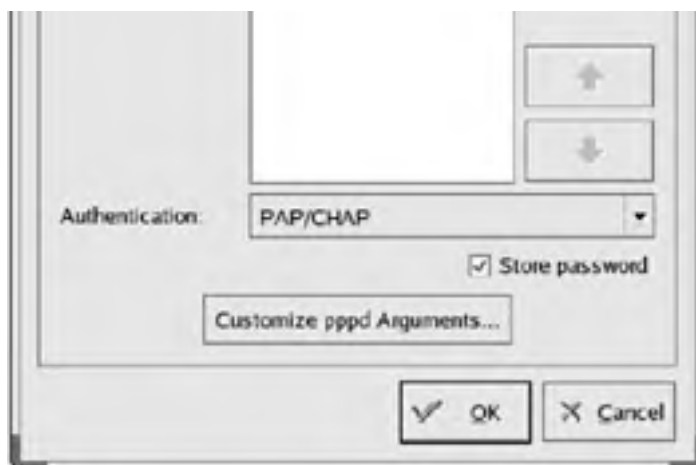 Authentication: PAP/CHAP
Store password
Customize pppd Arguments...
OK Cancel